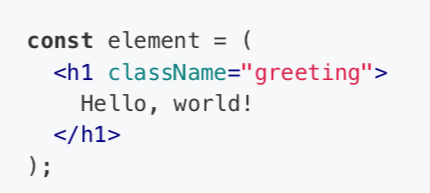 const element = (
  <h1 className="greeting">
    Hello, world!
  </h1>
);